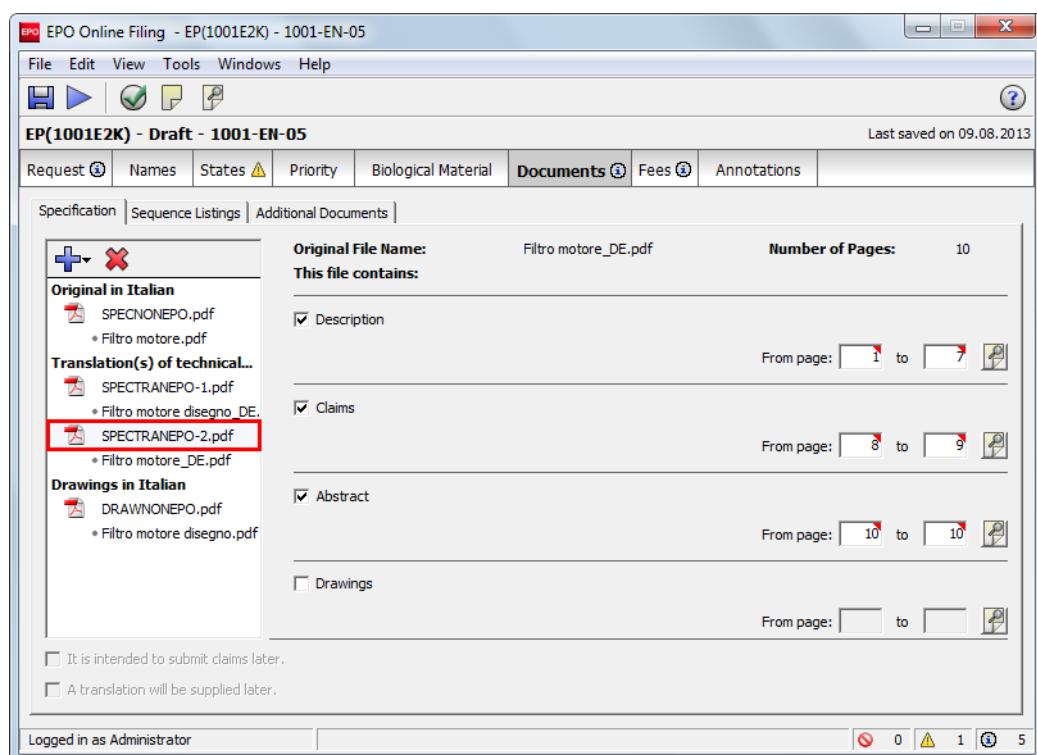 EPO EPO Online Filing - EP(1001E2K) - 1001-EN-05
File Edit View Tools Windows Help
EP(1001E2K) - Draft - 1001-EN-05 Last saved on 09.08.2013
Request Names States Priority Biological Material Documents Fees Annotations
Specification Sequence Listings Additional Documents
Original File Name: Filtro motore_DE.pdf Number of Pages: 10
This file contains:
Original in Italian
SPECNONEPO.pdf
Filtro motore.pdf
Translation(s) of technical...
SPECTRANEPO-1.pdf
Filtro motore disegno_DE.
SPECTRANEPO-2.pdf
Filtro motore_DE.pdf
Drawings in Italian
DRAWNONEPO.pdf
Filtro motore disegno.pdf
Description
From page: 1 to 7
Claims
From page: 8 to 9
Abstract
From page: 10 to 10
Drawings
From page: to
It is intended to submit claims later.
A translation will be supplied later.
Logged in as Administrator 0 1 5